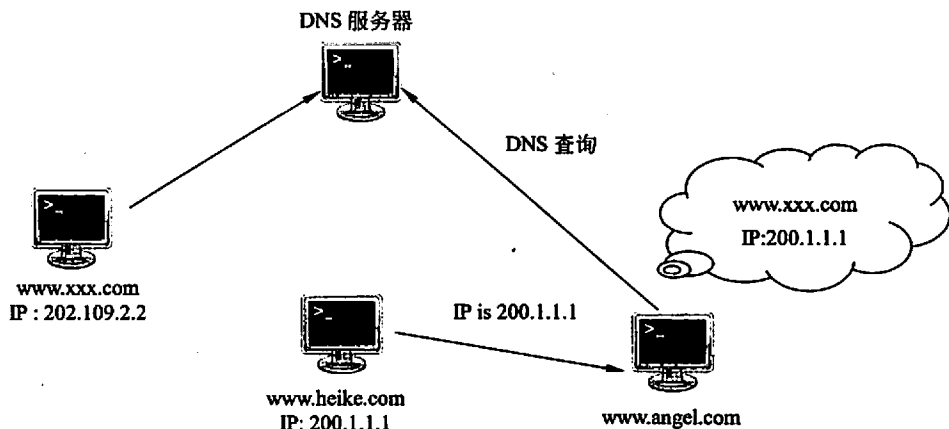 DNS 服务器
DNS 查询
www.xxx.com
IP:200.1.1.1
www.xxx.com
IP : 202.109.2.2
IP is 200.1.1.1
www.heike.com
IP: 200.1.1.1
www.angel.com